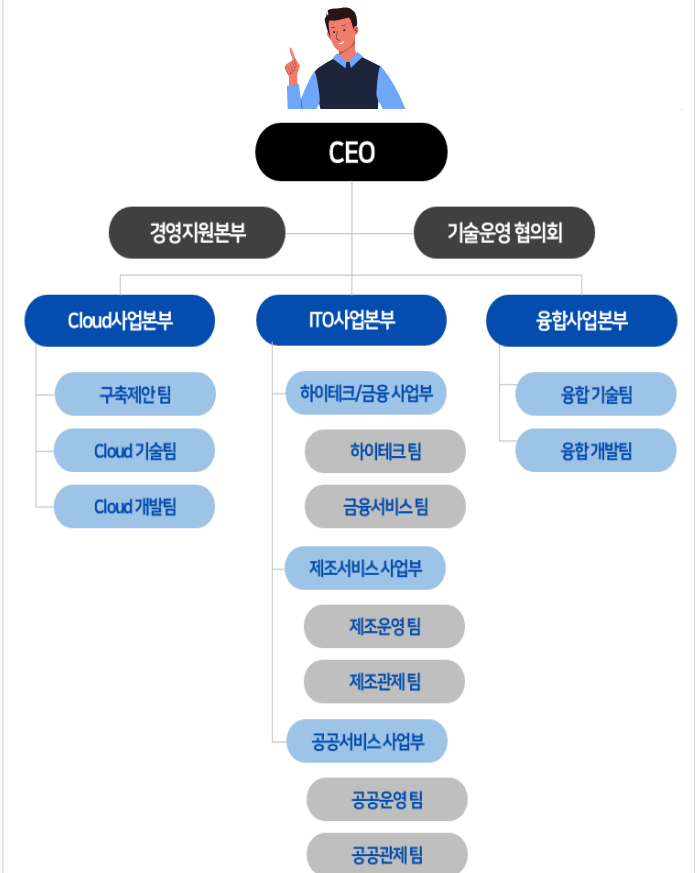 CEO
경영지원본부
기술운영 협의회
Cloud사업본부
구축제안 팀
Cloud 기술팀
Cloud 개발팀
ITO사업본부
하이테크/금융 사업부
하이테크 팀
금융서비스 팀
제조서비스 사업부
제조운영 팀
제조관제 팀
공공서비스 사업부
공공운영 팀
공공관제 팀
융합사업본부
융합 기술팀
융합 개발팀